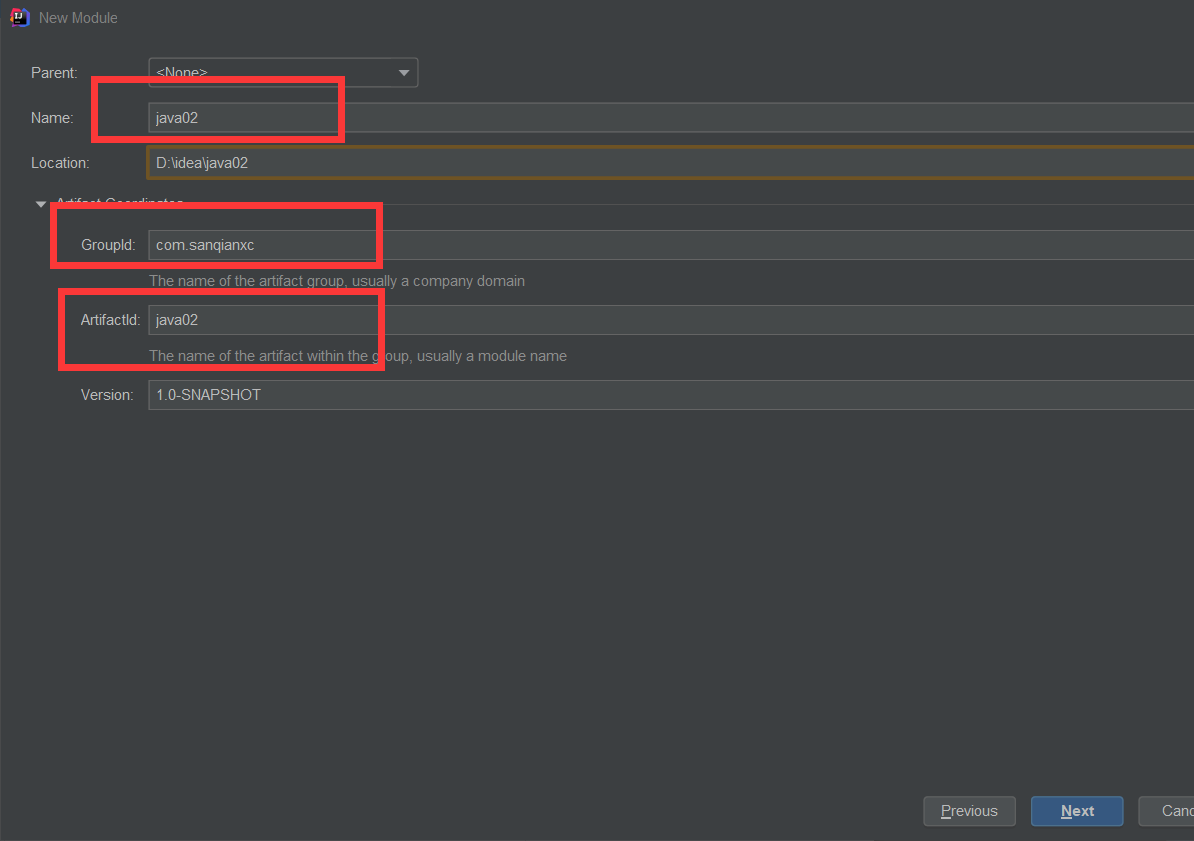 New Module
Parent: <None>
Name: java02
Location: D:\idea\java02
Artifact Coordinates
GroupId: com.sanqianxc
The name of the artifact group, usually a company domain
ArtifactId: java02
The name of the artifact within the group, usually a module name
Version: 1.0-SNAPSHOT
Previous Next Canc